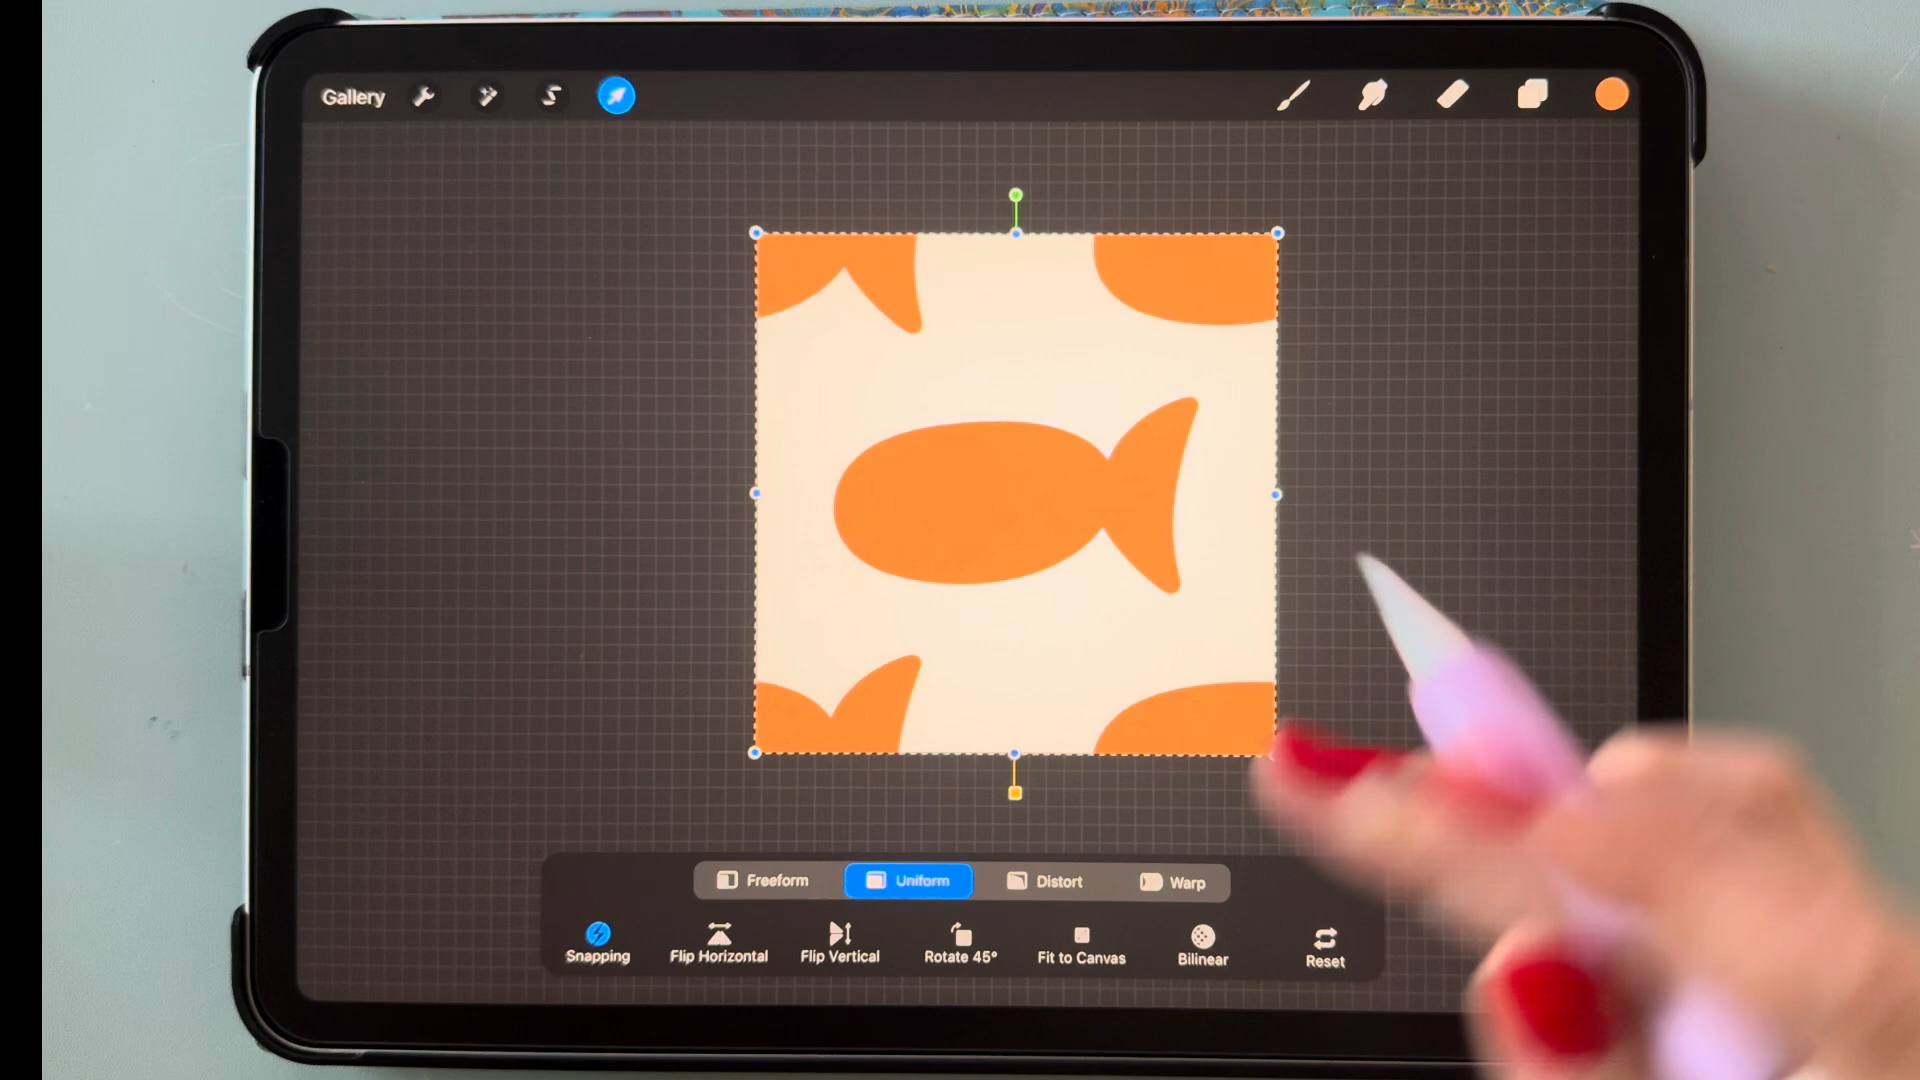 Gallery
Freeform Uniform Distort Warp
Snapping Flip Horizontal Flip Vertical Rotate 45° Fit to Canvas Bilinear Reset